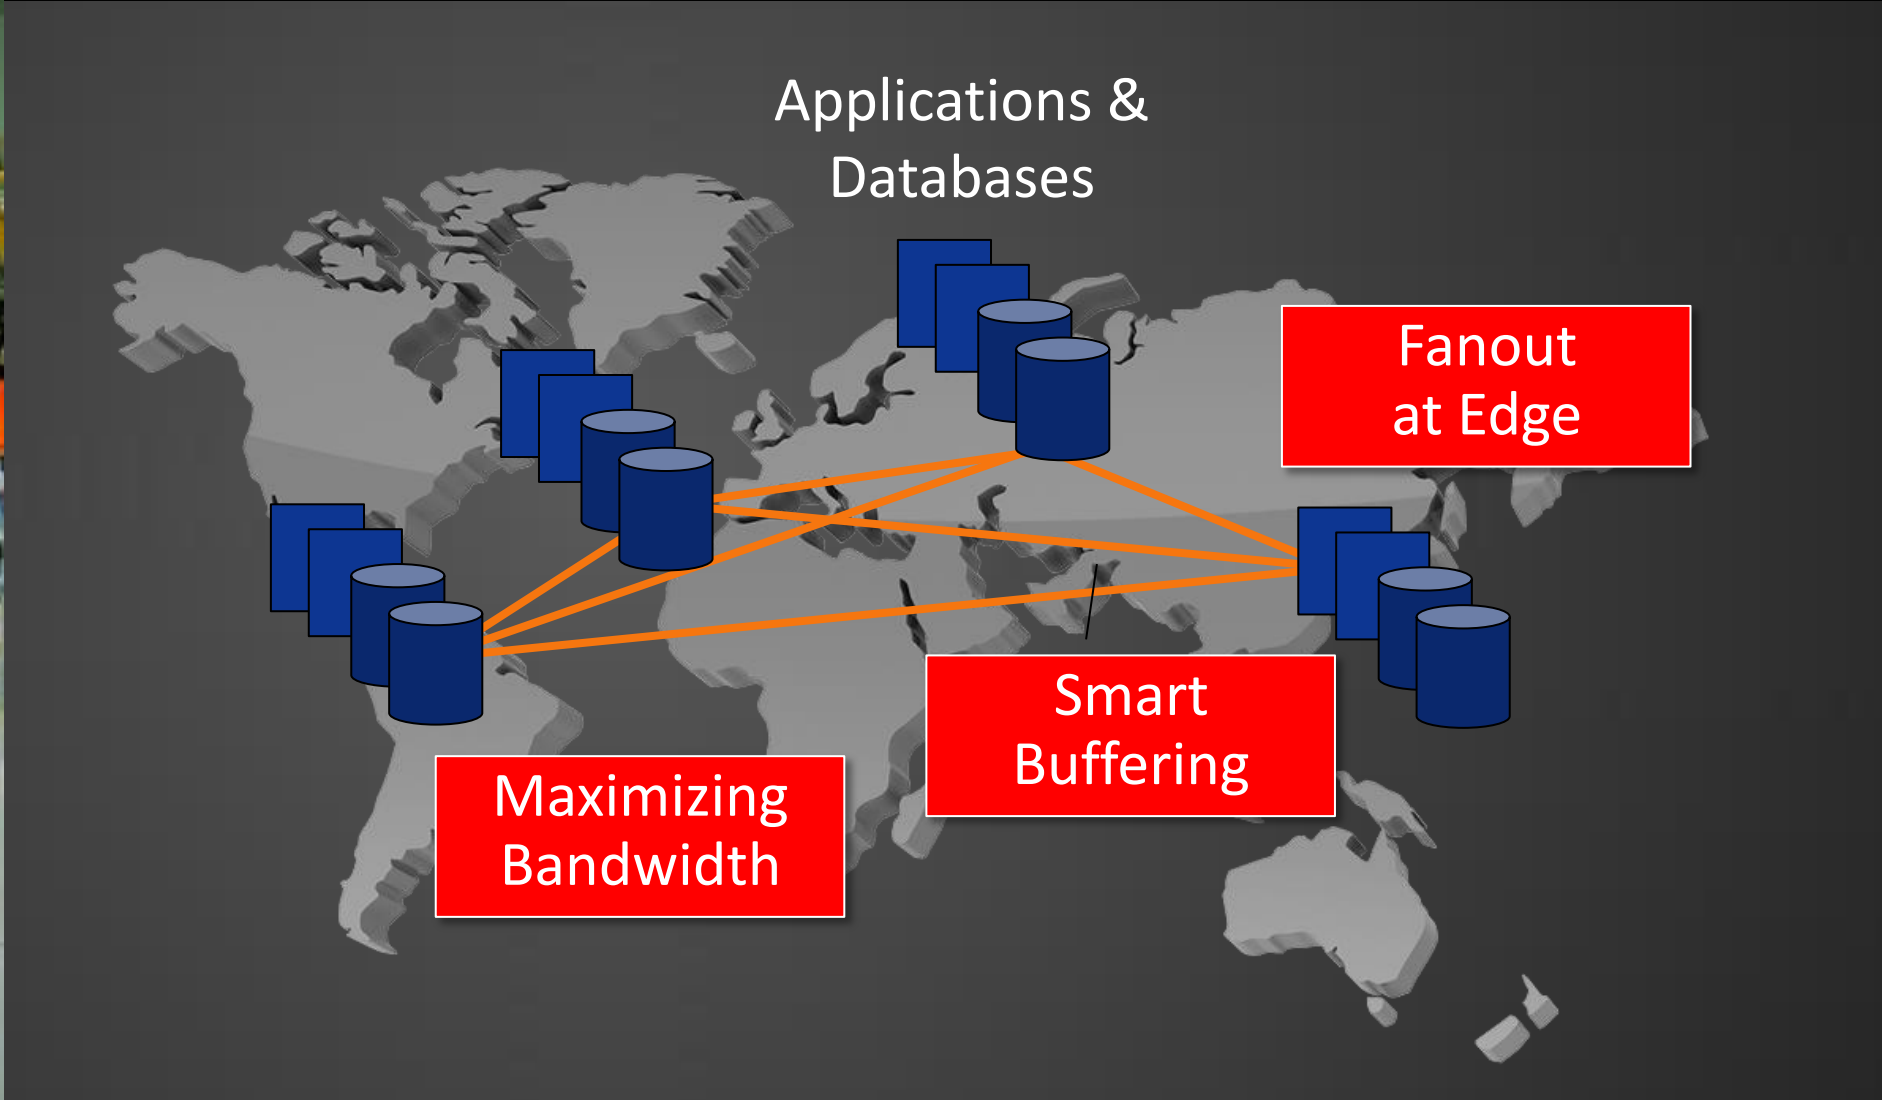 Applications &
Databases
Fanout
at Edge
Smart
Buffering
Maximizing
Bandwidth